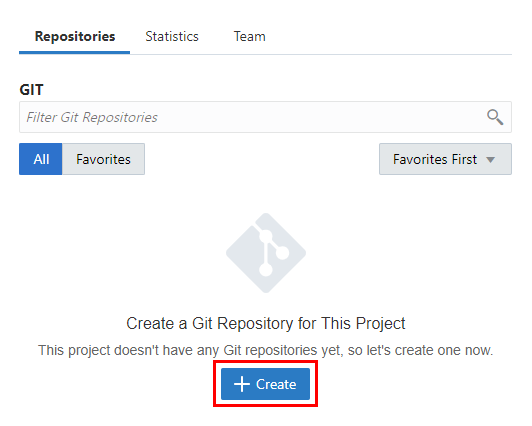 Repositories Statistics Team
GIT
Filter Git Repositories
All Favorites Favorites First
Create a Git Repository for This Project
This project doesn't have any Git repositories yet, so let's create one now.
Create